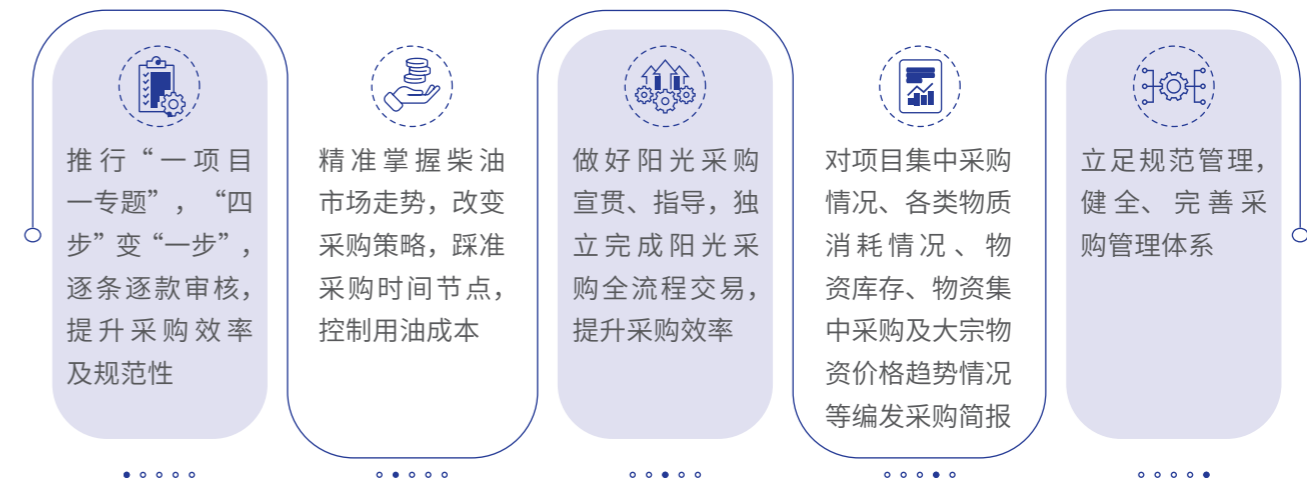 推行“一项目
一专题”，“四
步”变“一步”，
逐条逐款审核，
提升采购效率
及规范性
精准掌握柴油
市场走势，改变
采购策略，踩准
采购时间节点，
控制用油成本
做好阳光采购
宣贯、指导，独
立完成阳光采
购全流程交易，
提升采购效率
对项目集中采购
情况、各类物质
消耗情况、物
资库存、物资集
中采购及大宗物
资价格趋势情况
等编发采购简报
立足规范管理，
健全、完善采
购管理体系